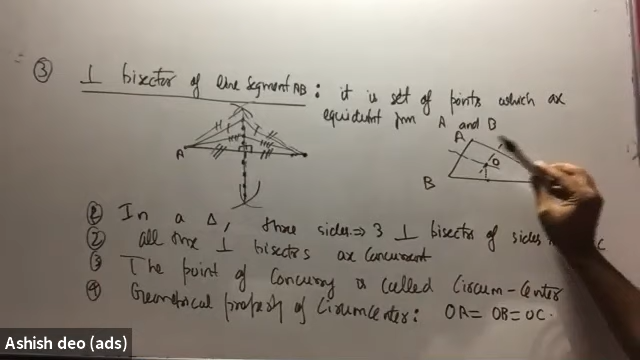 ③ ⊥ bisector of line segment AB : it is set of points which are
equidistant from A and B
A
A
B
O
C
① In a Δ, three sides ⇒ 3 ⊥ bisector of sides
② all three ⊥ bisectors are concurrent
③ The point of concurrency is called Circum-Center
④ Geometrical property of Circumcenter : OA = OB = OC.
Ashish deo (ads)